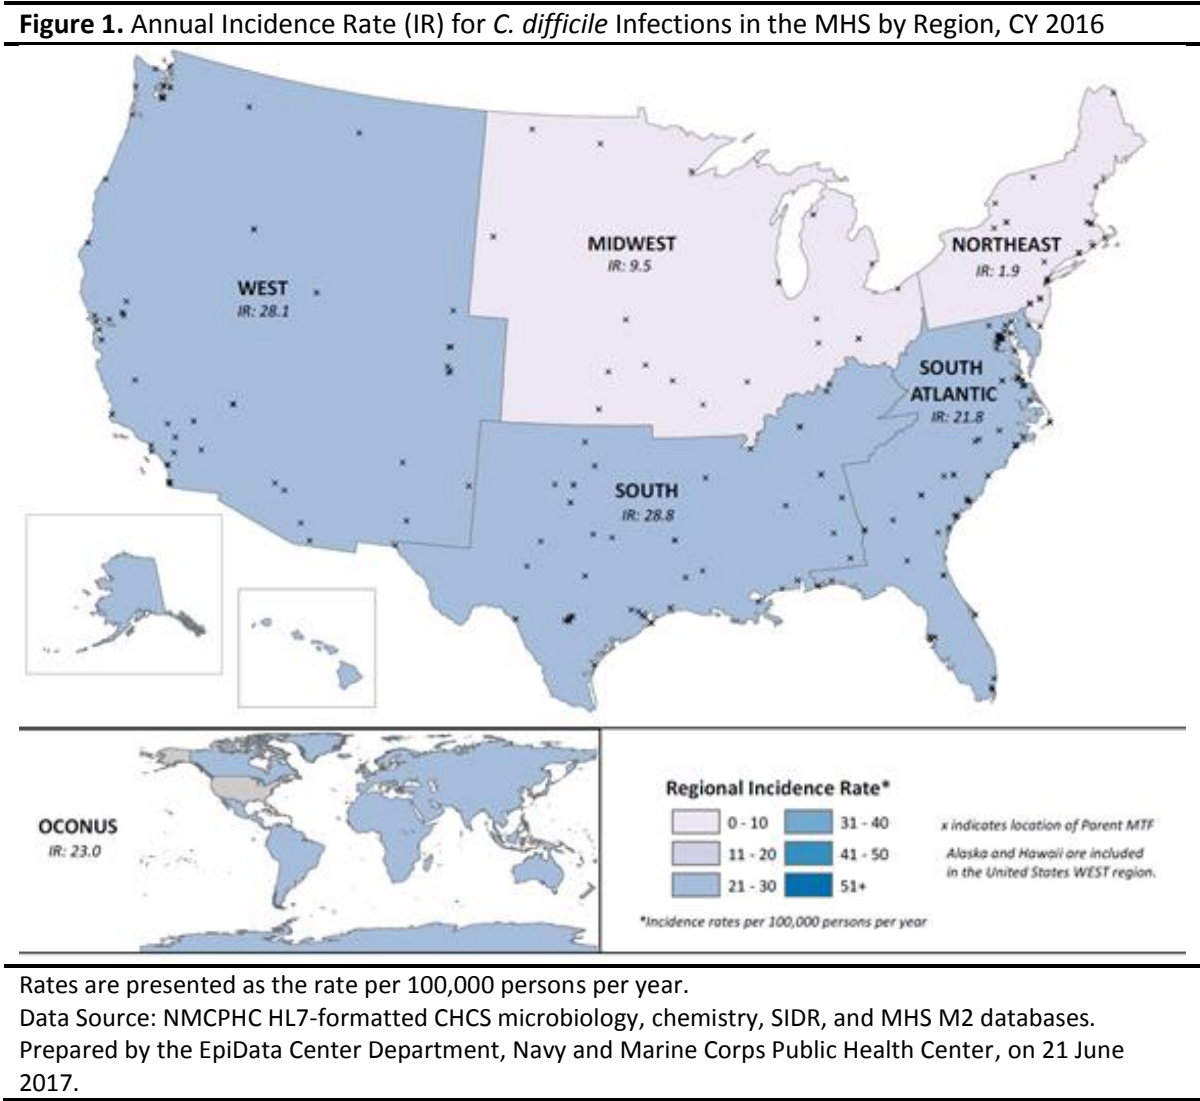 Figure 1. Annual Incidence Rate (IR) for C. difficile Infections in the MHS by Region, CY 2016
WEST
IR: 28.1
MIDWEST
IR: 9.5
NORTHEAST
IR: 1.9
SOUTH
ATLANTIC
IR: 21.8
SOUTH
IR: 28.8
OCONUS
IR: 23.0
Regional Incidence Rate*
0 - 10
31 - 40
11 - 20
41 - 50
21 - 30
51+
*Incidence rates per 100,000 persons per year
x indicates location of Parent MTF
Alaska and Hawaii are included
in the United States WEST region.
Rates are presented as the rate per 100,000 persons per year.
Data Source: NMCPHC HL7-formatted CHCS microbiology, chemistry, SIDR, and MHS M2 databases.
Prepared by the EpiData Center Department, Navy and Marine Corps Public Health Center, on 21 June
2017.